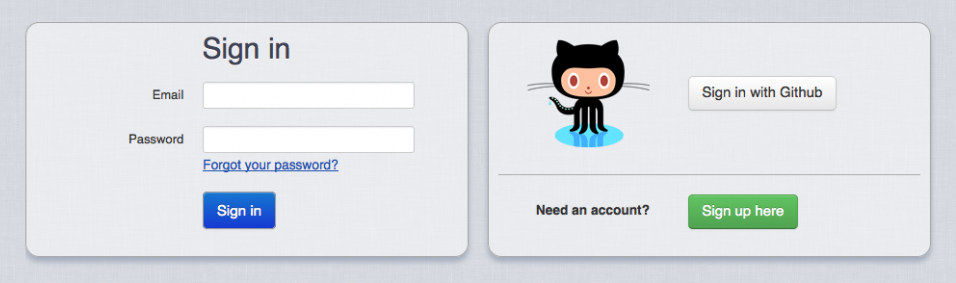 Sign in
Email
Password
Forgot your password?
Sign in
Sign in with Github
Need an account?
Sign up here